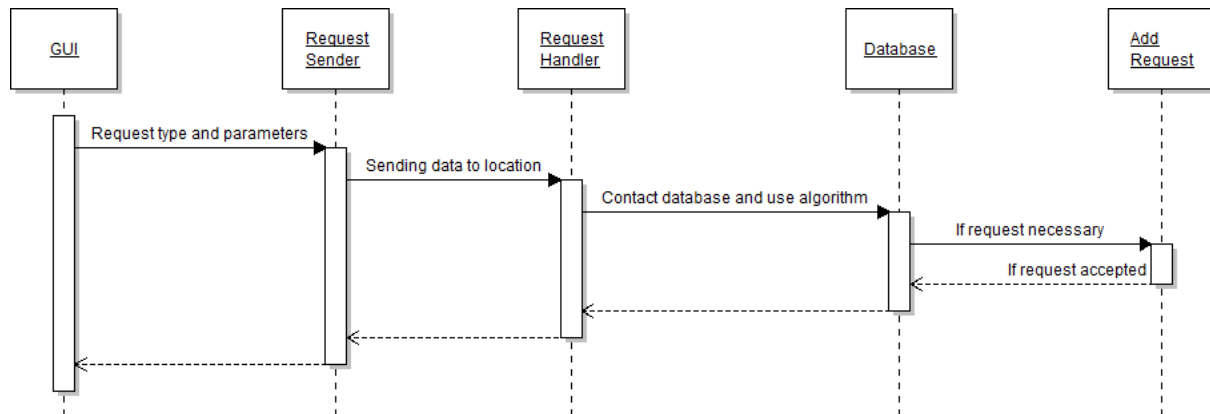 GUI
Request
Sender
Request
Handler
Database
Add
Request
Request type and parameters
Sending data to location
Contact database and use algorithm
If request necessary
If request accepted